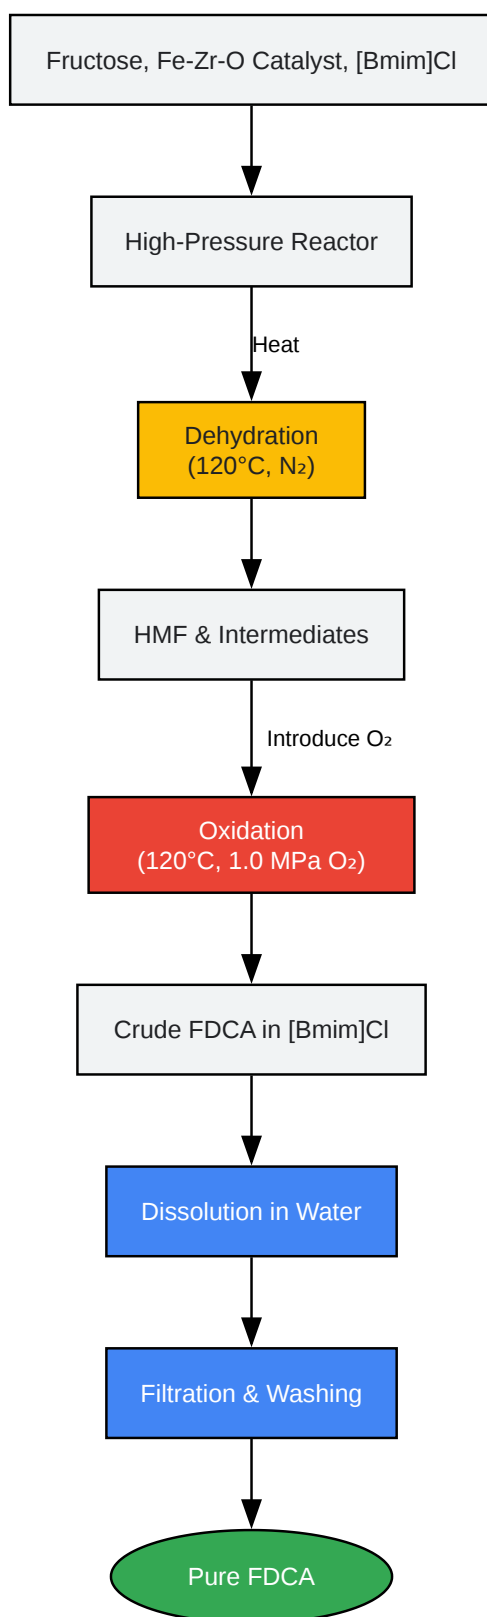 Fructose, Fe-Zr-O Catalyst, [Bmim]Cl
High-Pressure Reactor
Heat
Dehydration
(120°C, N₂)
HMF & Intermediates
Introduce O₂
Oxidation
(120°C, 1.0 MPa O₂)
Crude FDCA in [Bmim]Cl
Dissolution in Water
Filtration & Washing
Pure FDCA